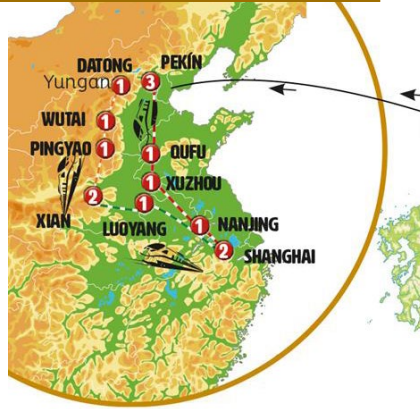 DATONG
PEKÍN
Yungan
1
3
WUTAI
1
PINGYAO
1
QUFU
1
XUZHOU
1
2
XIAN
1
LUOYANG
1
NANJING
2
SHANGHAI